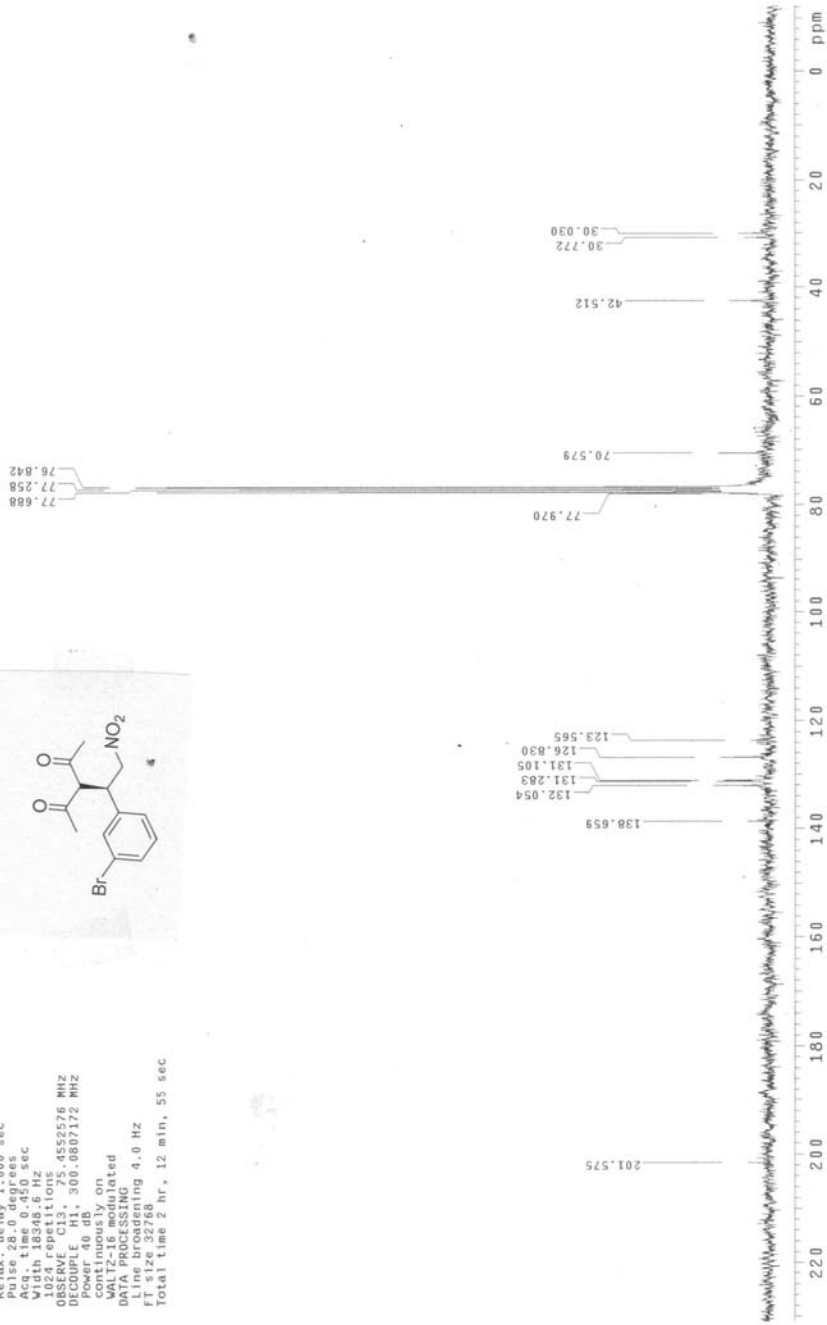 Pulse 28.0 degrees
Acq. time 0.450 sec
Width 18348.6 Hz
1024 repetitions
OBSERVE C13, 75.4552576 MHz
DECOUPLE H1, 300.0807172 MHz
Power 40 dB
continuously on
WALTZ-16 modulated
DATA PROCESSING
Line broadening 4.0 Hz
FT size 32768
Total time 2 hr, 12 min, 55 sec
O
O
NO2
Br
201.575
138.659
132.054
131.283
131.105
126.830
123.565
77.970
77.688
77.258
76.842
70.579
42.512
30.772
30.030
220 200 180 160 140 120 100 80 60 40 20 0 ppm